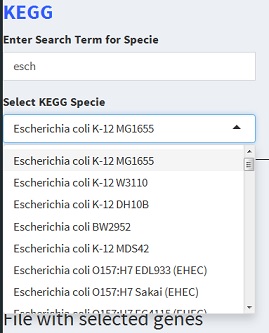 KEGG
Enter Search Term for Specie
esch
Select KEGG Specie
Escherichia coli K-12 MG1655
Escherichia coli K-12 MG1655
Escherichia coli K-12 W3110
Escherichia coli K-12 DH10B
Escherichia coli BW2952
Escherichia coli K-12 MDS42
Escherichia coli O157:H7 EDL933 (EHEC)
Escherichia coli O157:H7 Sakai (EHEC)
File with selected genes